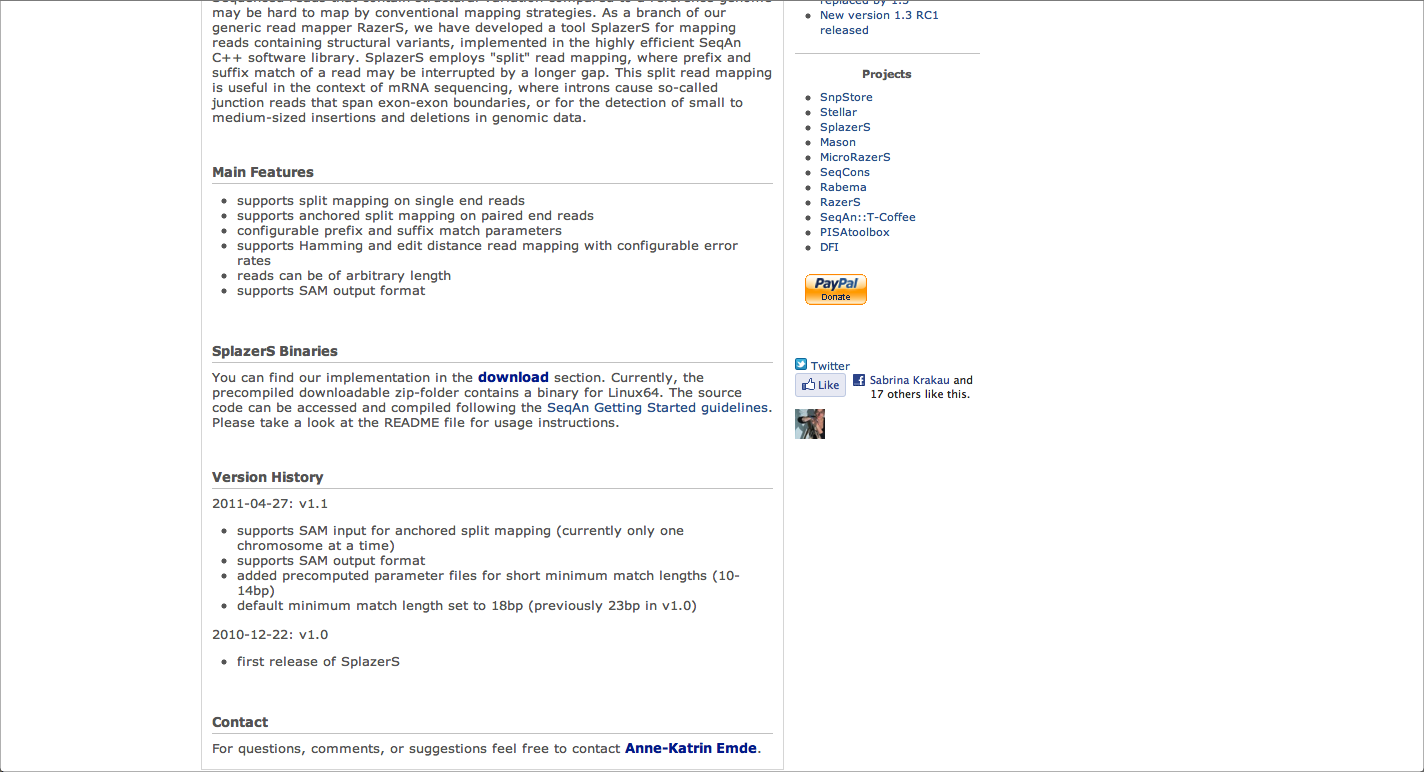 Sequenced reads that contain structural variation compared to a reference genome
may be hard to map by conventional mapping strategies. As a branch of our
generic read mapper RazerS, we have developed a tool SplazerS for mapping
reads containing structural variants, implemented in the highly efficient SeqAn
C++ software library. SplazerS employs "split" read mapping, where prefix and
suffix match of a read may be interrupted by a longer gap. This split read mapping
is useful in the context of mRNA sequencing, where introns cause so-called
junction reads that span exon-exon boundaries, or for the detection of small to
medium-sized insertions and deletions in genomic data.
Main Features
supports split mapping on single end reads
supports anchored split mapping on paired end reads
configurable prefix and suffix match parameters
supports Hamming and edit distance read mapping with configurable error
rates
reads can be of arbitrary length
supports SAM output format
SplazerS Binaries
You can find our implementation in the download section. Currently, the
precompiled downloadable zip-folder contains a binary for Linux64. The source
code can be accessed and compiled following the SeqAn Getting Started guidelines.
Please take a look at the README file for usage instructions.
Version History
2011-04-27: v1.1
supports SAM input for anchored split mapping (currently only one
chromosome at a time)
supports SAM output format
added precomputed parameter files for short minimum match lengths (10-
14bp)
default minimum match length set to 18bp (previously 23bp in v1.0)
2010-12-22: v1.0
first release of SplazerS
Contact
For questions, comments, or suggestions feel free to contact Anne-Katrin Emde.
replaced by 1.3
New version 1.3 RC1
released
Projects
SnpStore
Stellar
SplazerS
Mason
MicroRazerS
SeqCons
Rabema
RazerS
SeqAn::T-Coffee
PISAtoolbox
DFI
PayPal
Donate
Twitter
Like
Sabrina Krakau and
17 others like this.